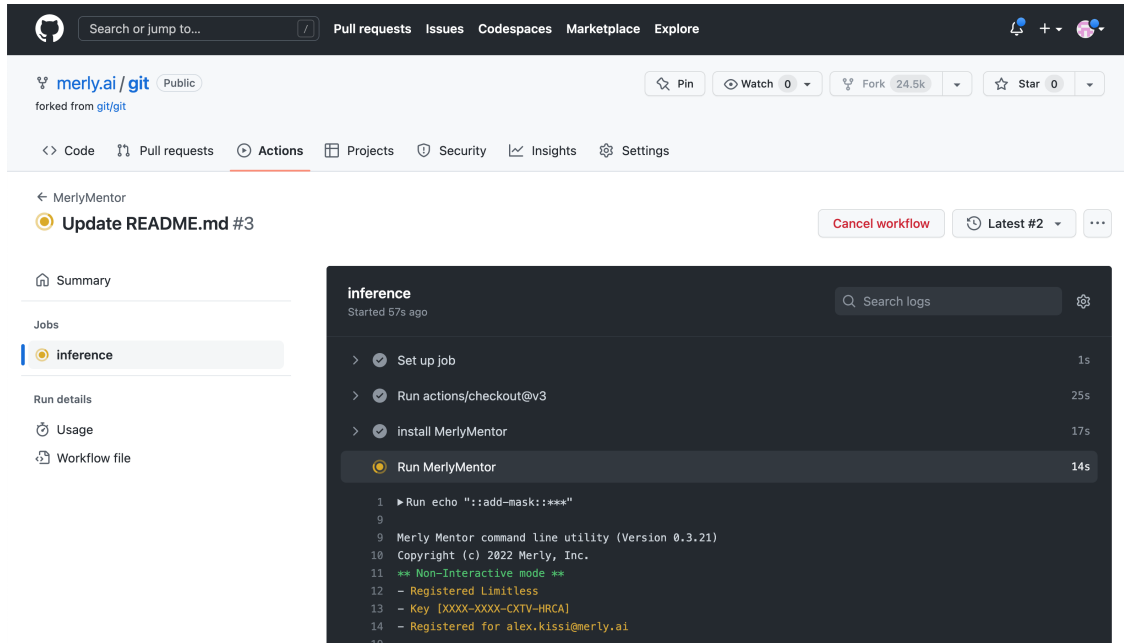 Search or jump to... /
Pull requests Issues Codespaces Marketplace Explore
merly.ai / git Public
Pin Watch 0 Fork 24.5k Star 0
forked from git/git
Code Pull requests Actions Projects Security Insights Settings
← MerlyMentor
Update README.md #3
Cancel workflow Latest #2 ...
Summary
Jobs
inference
Run details
Usage
Workflow file
inference
Started 57s ago
Search logs
Set up job 1s
Run actions/checkout@v3 25s
install MerlyMentor 17s
Run MerlyMentor 14s
1 ▶Run echo "::add-mask::***"
9
9 Merly Mentor command line utility (Version 0.3.21)
10 Copyright (c) 2022 Merly, Inc.
11 ** Non-Interactive mode **
12 - Registered Limitless
13 - Key [XXXX-XXXX-CXTV-HRCA]
14 - Registered for alex.kissi@merly.ai